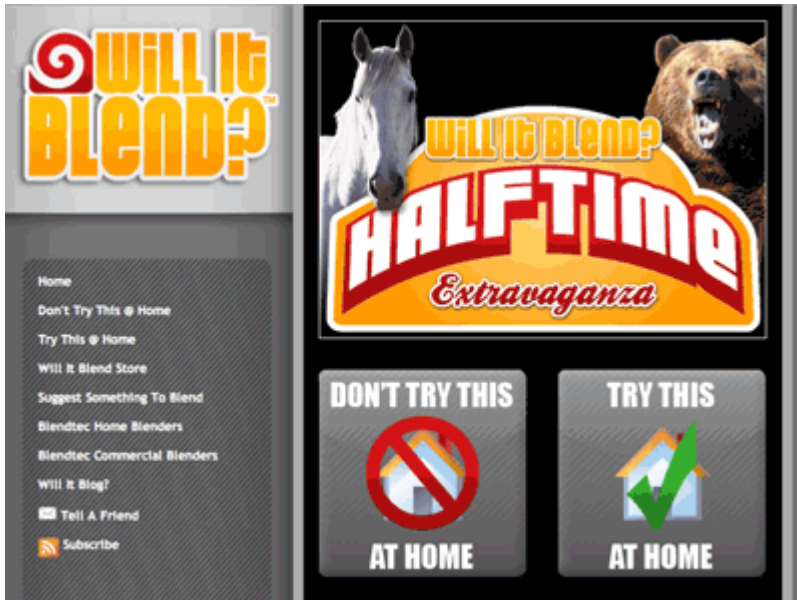 WiLL It
BLenD?™
Home
Don't Try This @ Home
Try This @ Home
Will It Blend Store
Suggest Something To Blend
Blendtec Home Blenders
Blendtec Commercial Blenders
Will It Blog?
Tell A Friend
Subscribe
WiLL It BLenD?
HALFTIME
Extravaganza
DON'T TRY THIS
AT HOME
TRY THIS
AT HOME